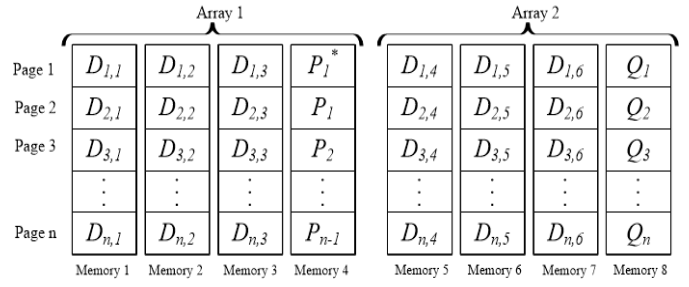 Array 1 Array 2
Page 1 D1,1 D1,2 D1,3 P1* D1,4 D1,5 D1,6 Q1
Page 2 D2,1 D2,2 D2,3 P1 D2,4 D2,5 D2,6 Q2
Page 3 D3,1 D3,2 D3,3 P2 D3,4 D3,5 D3,6 Q3
⋮ ⋮ ⋮ ⋮ ⋮ ⋮ ⋮ ⋮
Page n Dn,1 Dn,2 Dn,3 Pn-1 Dn,4 Dn,5 Dn,6 Qn
Memory 1 Memory 2 Memory 3 Memory 4 Memory 5 Memory 6 Memory 7 Memory 8